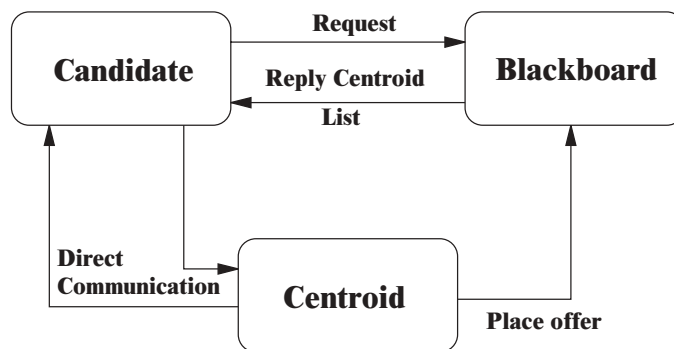 Request
Candidate
Blackboard
Reply Centroid
List
Direct
Communication
Centroid
Place offer